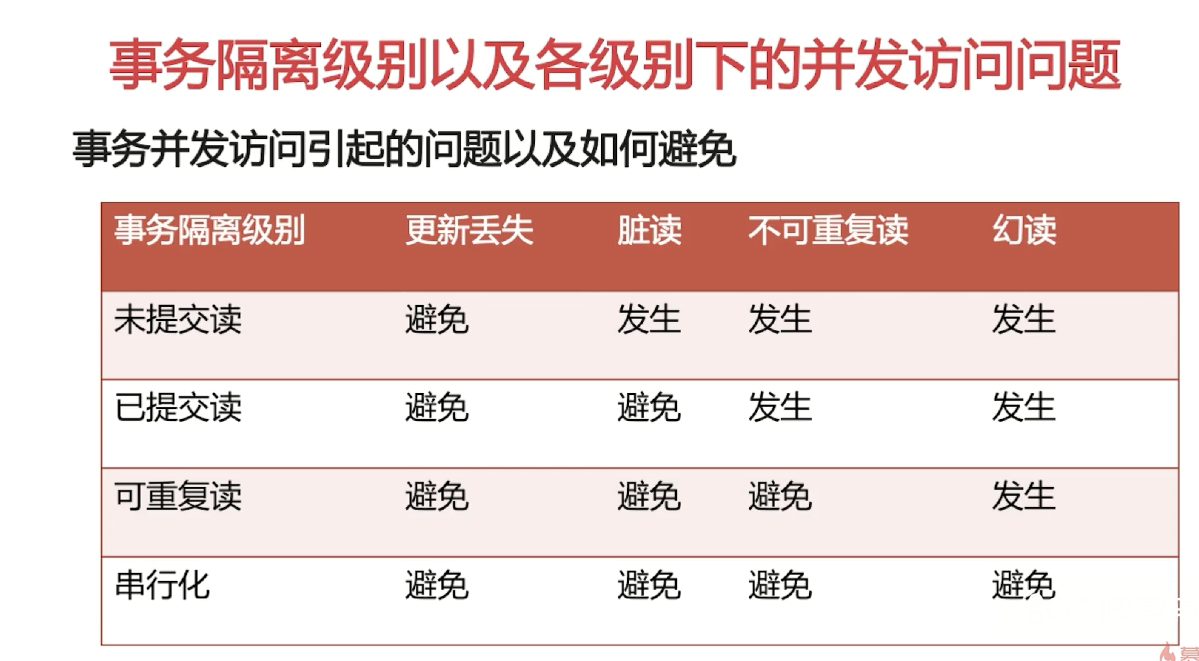 事务隔离级别以及各级别下的并发访问问题
事务并发访问引起的问题以及如何避免
事务隔离级别 更新丢失 脏读 不可重复读 幻读
未提交读 避免 发生 发生 发生
已提交读 避免 避免 发生 发生
可重复读 避免 避免 避免 发生
串行化 避免 避免 避免 避免